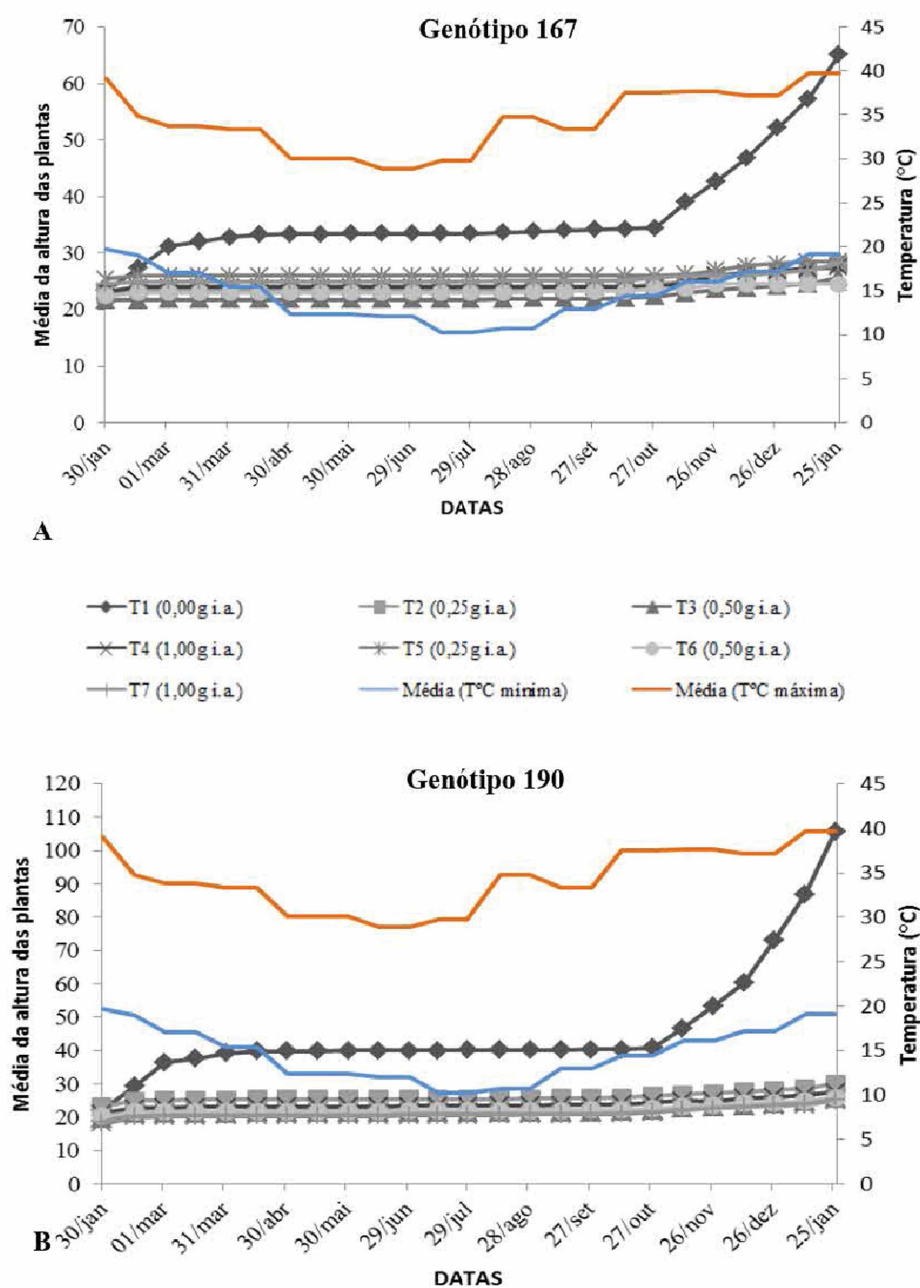 Genótipo 167
Média da altura das plantas
70
60
50
40
30
20
10
0
Temperatura (°C)
45
40
35
30
25
20
15
10
5
0
30/jan
01/mar
31/mar
30/abr
30/mai
29/jun
29/jul
28/ago
27/set
27/out
26/nov
26/dez
25/jan
DATAS
A
T1 (0,00g i.a.) T2 (0,25g i.a.) T3 (0,50g i.a.)
T4 (1,00g i.a.) T5 (0,25g i.a.) T6 (0,50g i.a.)
T7 (1,00g i.a.) Média (T°C mínima) Média (T°C máxima)
Genótipo 190
Média da altura das plantas
120
110
100
90
80
70
60
50
40
30
20
10
0
Temperatura (°C)
45
40
35
30
25
20
15
10
5
0
30/jan
01/mar
31/mar
30/abr
30/mai
29/jun
29/jul
28/ago
27/set
27/out
26/nov
26/dez
25/jan
DATAS
B